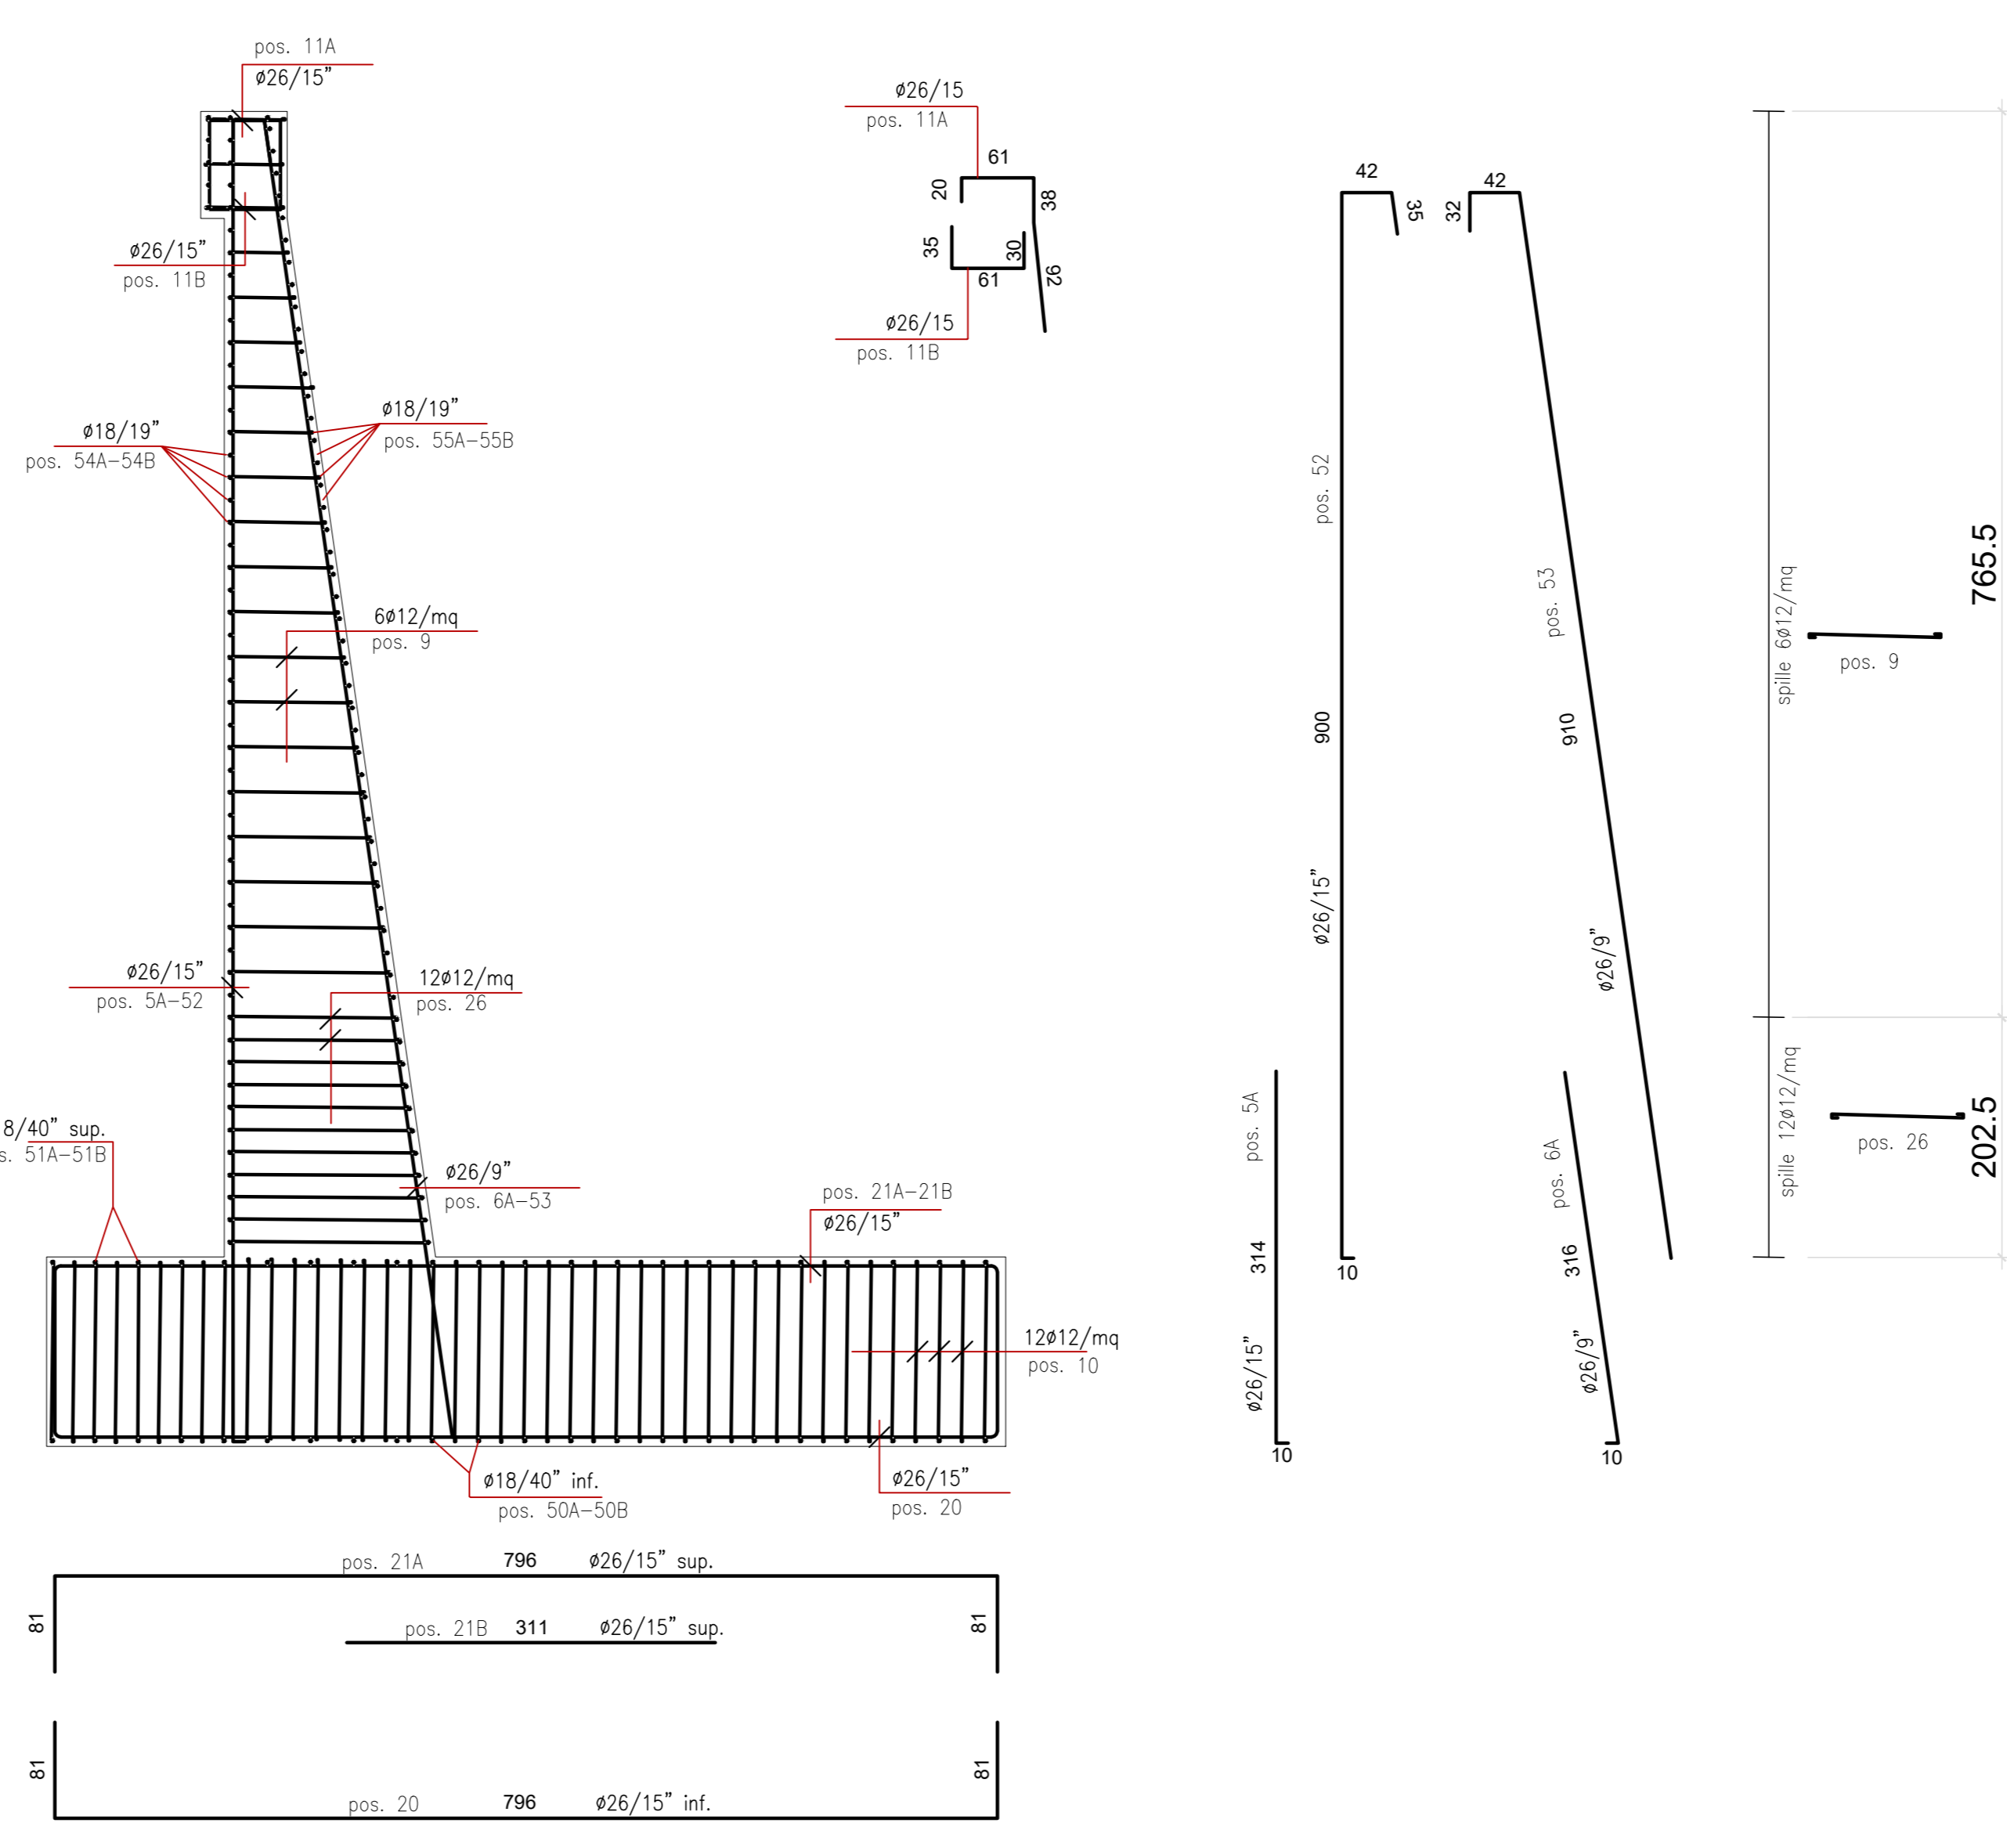 pos. 11A
ø26/15”
ø26/15”
pos. 11B
ø18/19”
pos. 54A-54B
ø18/19”
pos. 55A-55B
6ø12/mq
pos. 9
ø26/15”
pos. 5A-52
12ø12/mq
pos. 26
8/40” sup.
s. 51A-51B
ø26/9”
pos. 6A-53
pos. 21A-21B
ø26/15”
12ø12/mq
pos. 10
ø18/40” inf.
pos. 50A-50B
ø26/15”
pos. 20
ø26/15
pos. 11A
61
20
38
35
30
61
92
ø26/15
pos. 11B
42
35
pos. 52
900
ø26/15”
10
32
42
pos. 53
910
ø26/9”
pos. 5A
314
ø26/15”
10
pos. 6A
316
ø26/9”
10
spille 6ø12/mq
pos. 9
765.5
spille 12ø12/mq
pos. 26
202.5
pos. 21A 796 ø26/15” sup.
81
81
pos. 21B 311 ø26/15” sup.
81
81
pos. 20 796 ø26/15” inf.